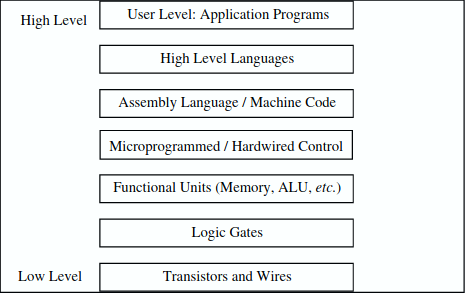 High Level
User Level: Application Programs
High Level Languages
Assembly Language / Machine Code
Microprogrammed / Hardwired Control
Functional Units (Memory, ALU, etc.)
Logic Gates
Low Level
Transistors and Wires